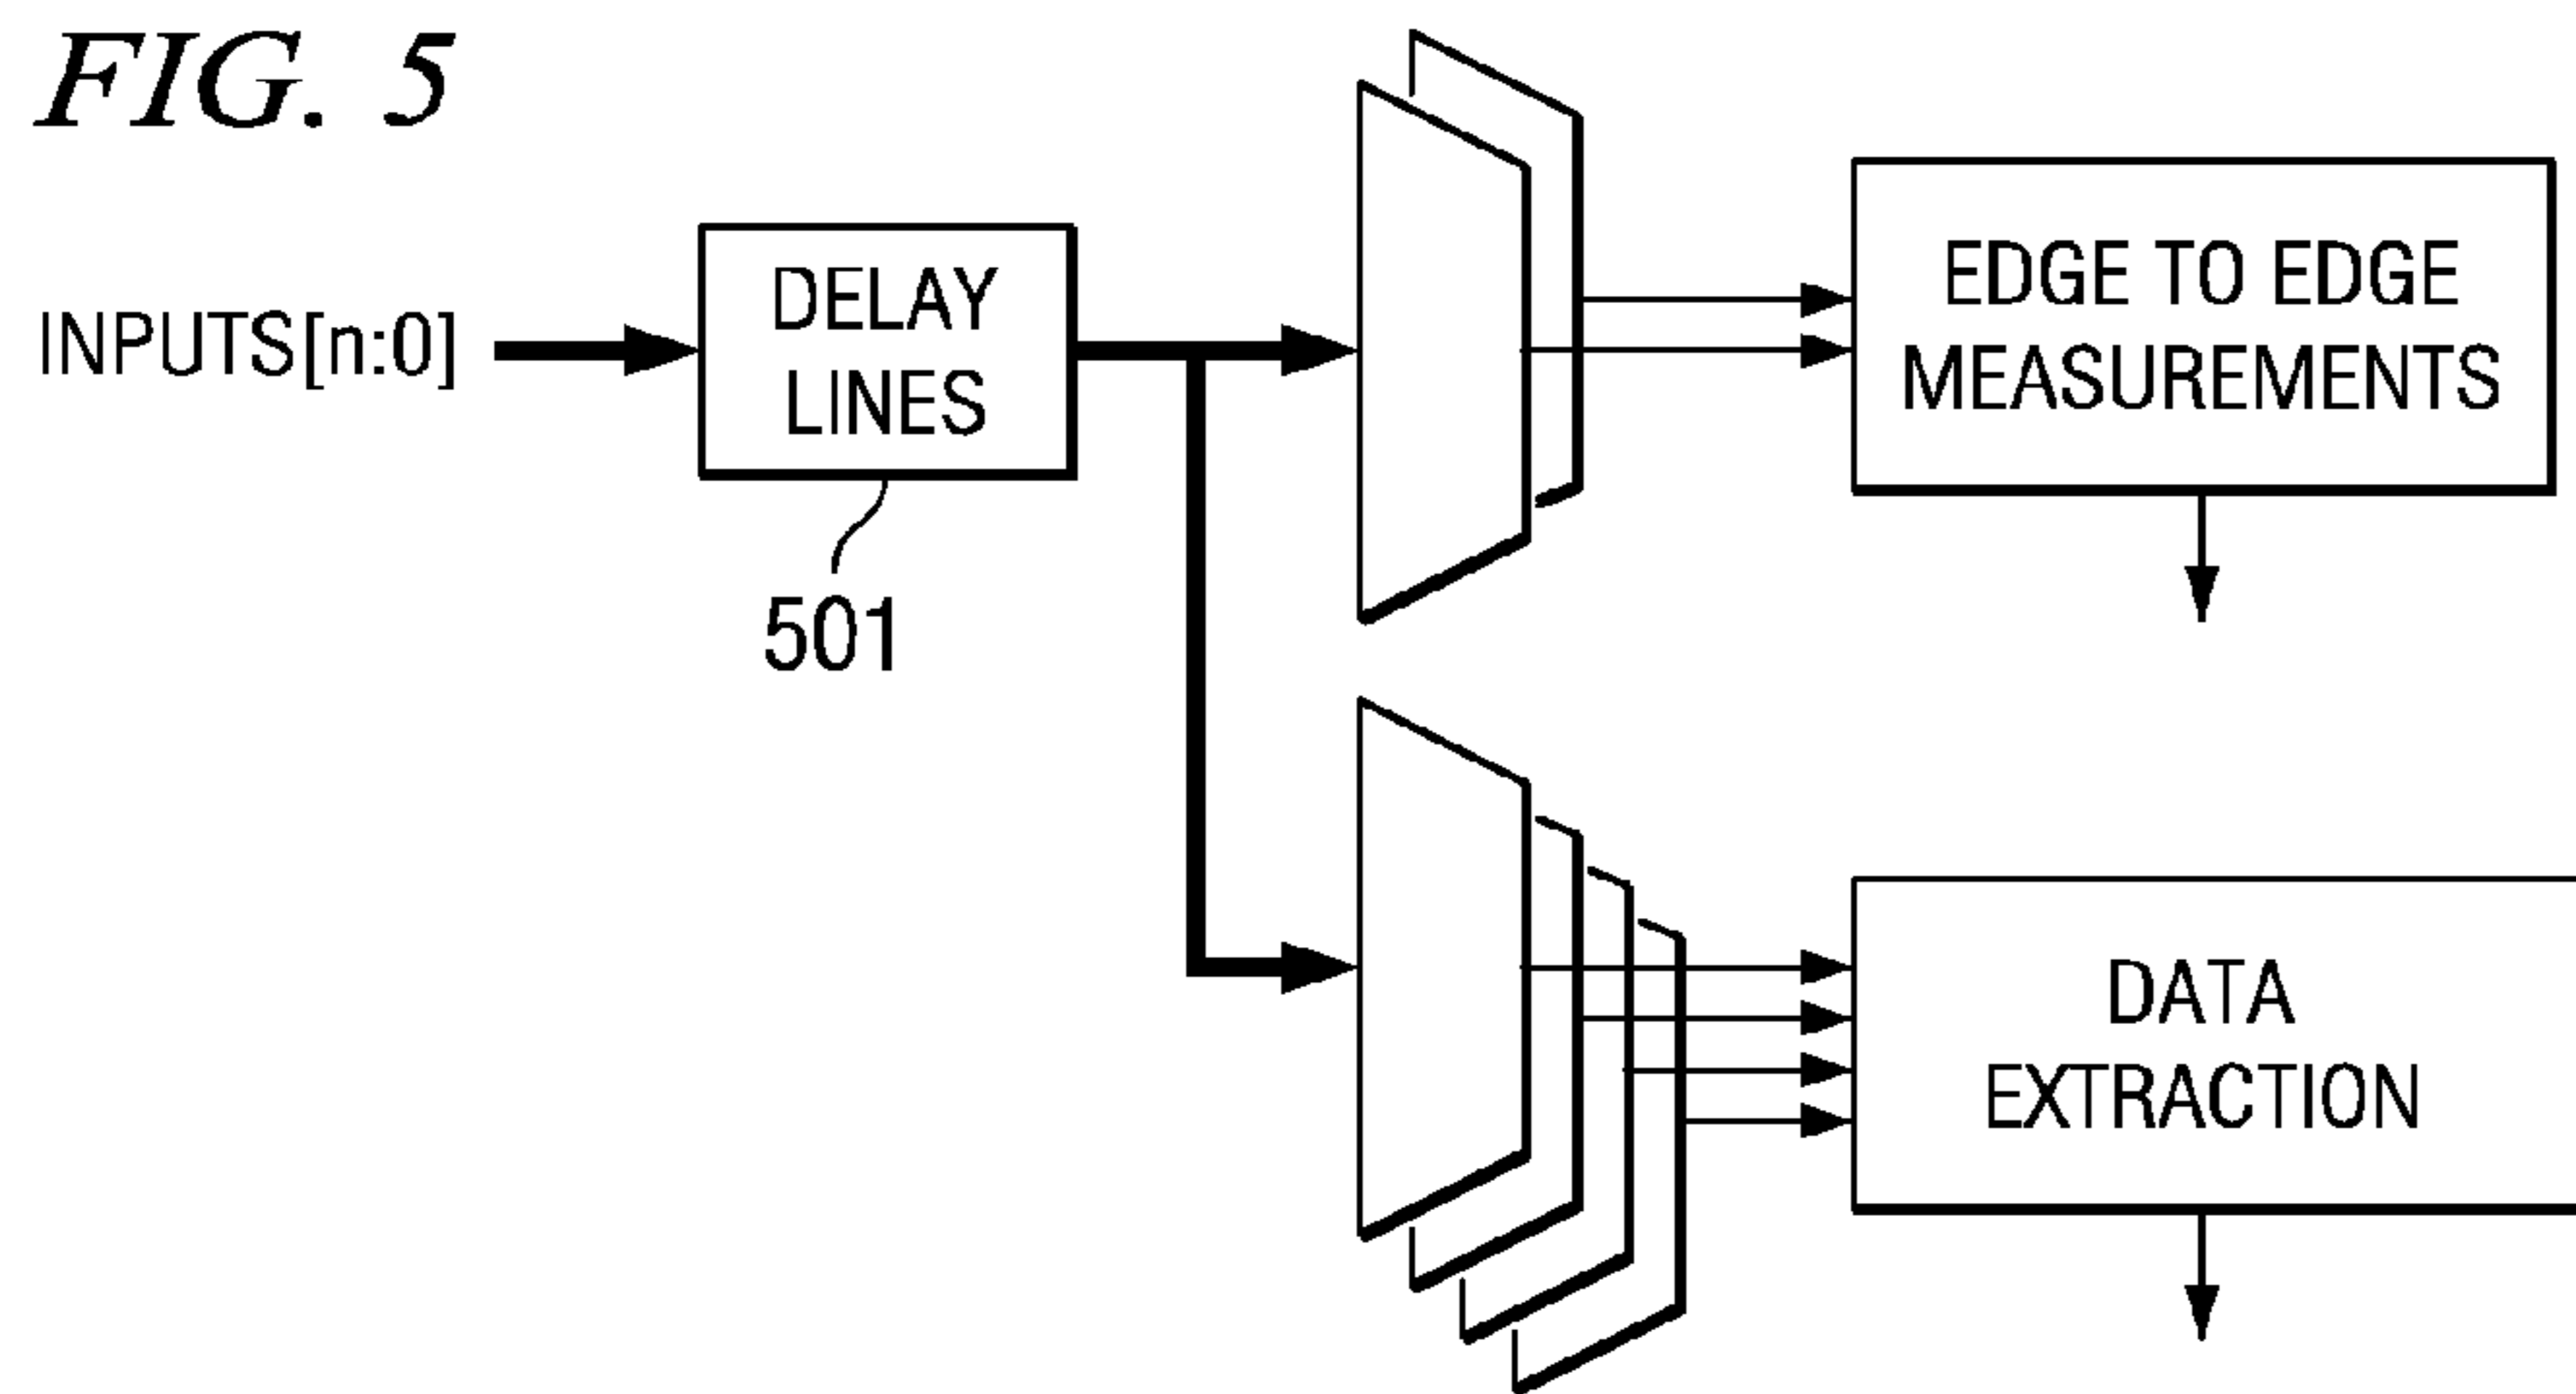 FIG. 5
INPUTS[n:0]
DELAY
LINES
501
EDGE TO EDGE
MEASUREMENTS
DATA
EXTRACTION